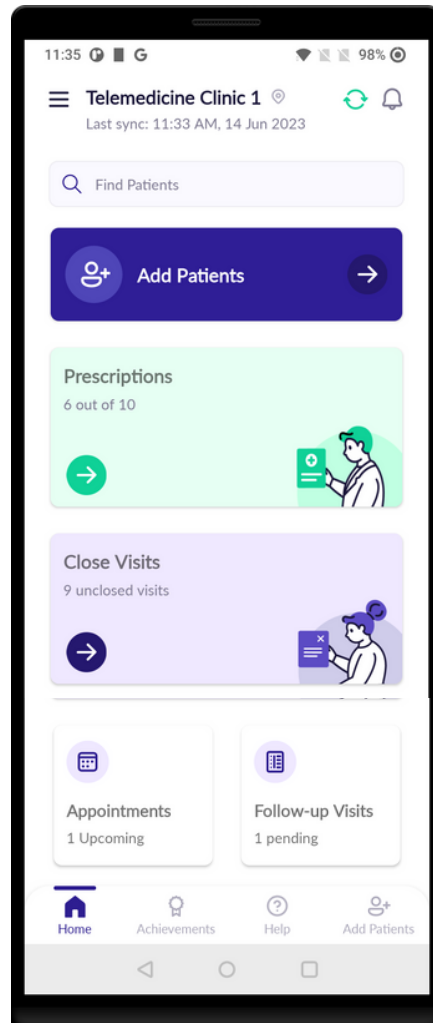 11:35 G 98%
Telemedicine Clinic 1
Last sync: 11:33 AM, 14 Jun 2023
Find Patients
Add Patients
Prescriptions
6 out of 10
Close Visits
9 unclosed visits
Appointments
1 Upcoming
Follow-up Visits
1 pending
Home
Achievements
Help
Add Patients